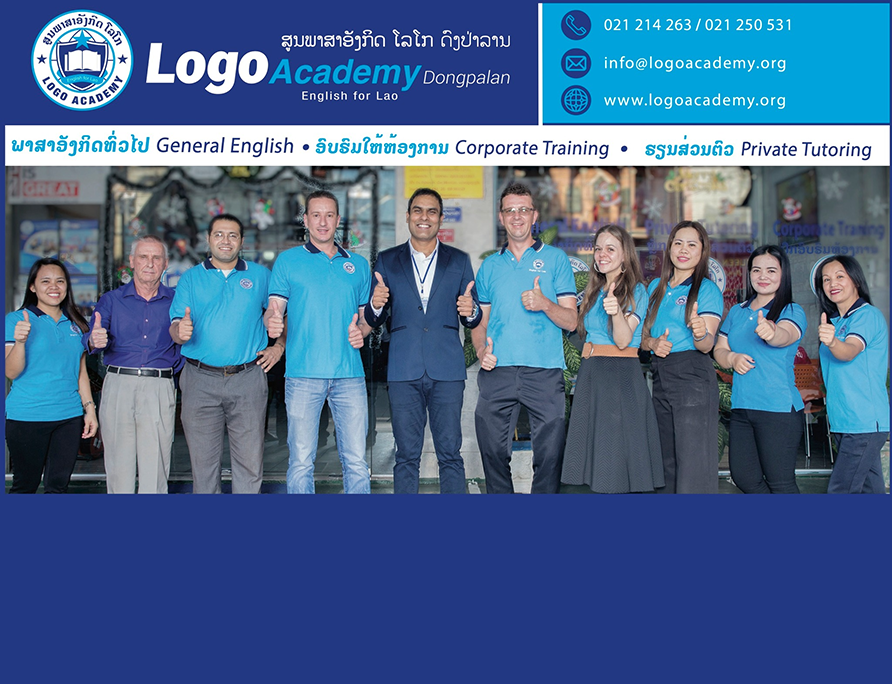 ສູນພາສາອັງກິດ ໂລໂກ
LOGO ACADEMY
English for Lao
ສູນພາສາອັງກິດ ໂລໂກ ດົງປ່າລານ
Logo Academy Dongpalan
English for Lao
021 214 263 / 021 250 531
info@logoacademy.org
www.logoacademy.org
ພາສາອັງກິດທົ່ວໄປ General English • ອົບຮົມໃຫ້ຫ້ອງການ Corporate Training • ຮຽນສ່ວນຕົວ Private Tutoring
IS
GREAT
Corporate Training